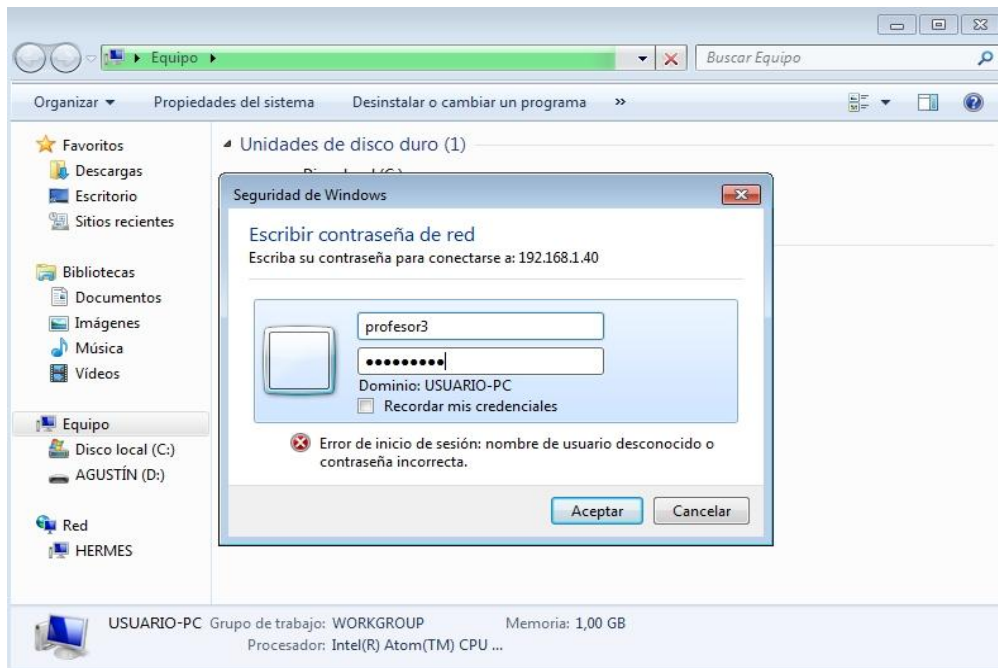 Equipo
Buscar Equipo
Organizar
Propiedades del sistema
Desinstalar o cambiar un programa
»
Favoritos
Descargas
Escritorio
Sitios recientes
Bibliotecas
Documentos
Imágenes
Música
Vídeos
Equipo
Disco local (C:)
AGUSTÍN (D:)
Red
HERMES
Unidades de disco duro (1)
Seguridad de Windows
Escribir contraseña de red
Escriba su contraseña para conectarse a: 192.168.1.40
profesor3
●●●●●●●●●
Dominio: USUARIO-PC
Recordar mis credenciales
Error de inicio de sesión: nombre de usuario desconocido o
contraseña incorrecta.
Aceptar
Cancelar
USUARIO-PC Grupo de trabajo: WORKGROUP Memoria: 1,00 GB
Procesador: Intel(R) Atom(TM) CPU ...